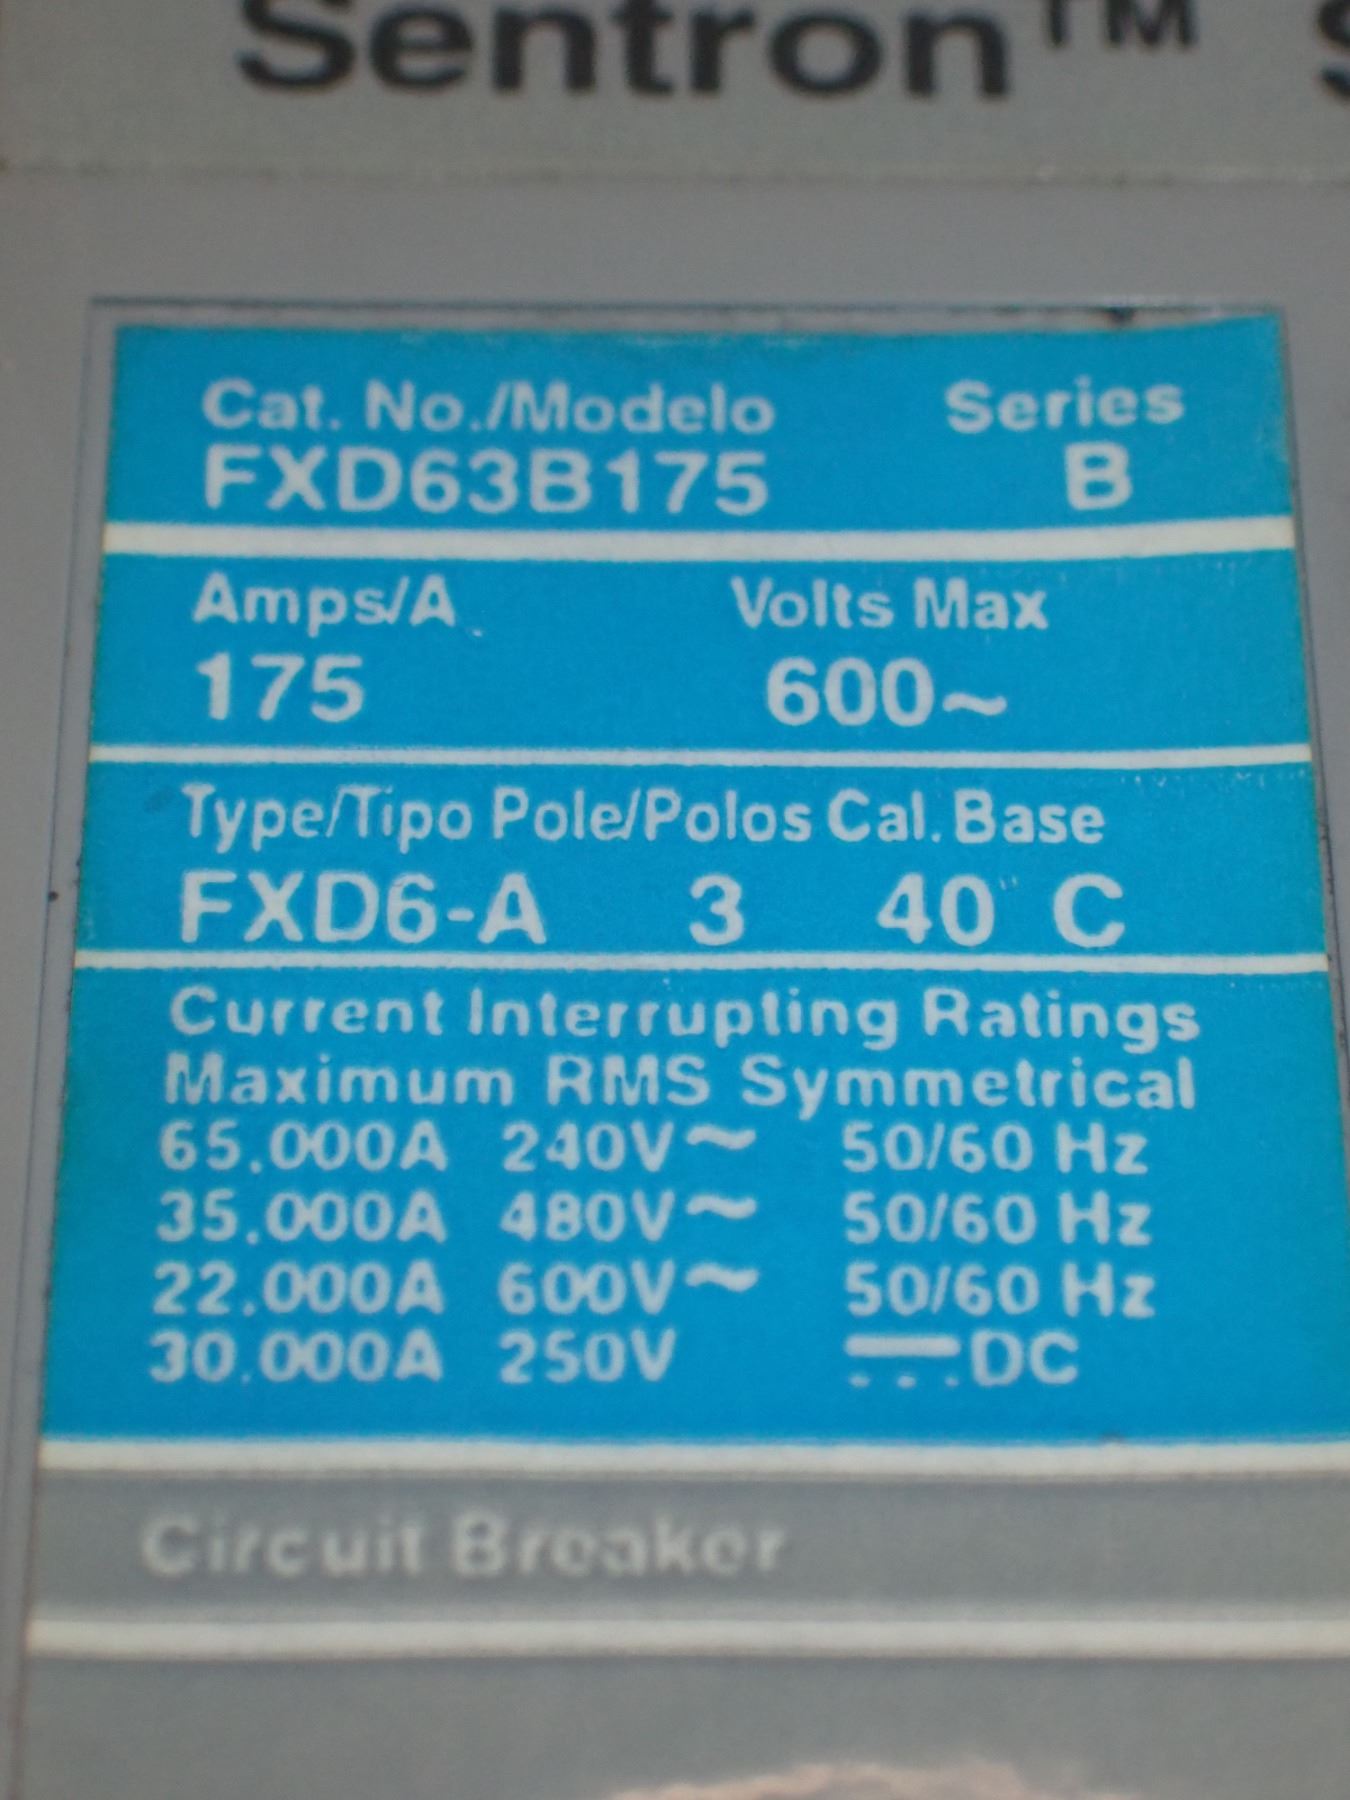 Sentron™ S
Cat. No./Modelo Series
FXD63B175 B
Amps/A Volts Max
175 600~
Type/Tipo Pole/Polos Cal. Base
FXD6-A 3 40° C
Current Interrupting Ratings
Maximum RMS Symmetrical
65.000A 240V~ 50/60 Hz
35.000A 480V~ 50/60 Hz
22.000A 600V~ 50/60 Hz
30.000A 250V ⎓DC
Circuit Breaker